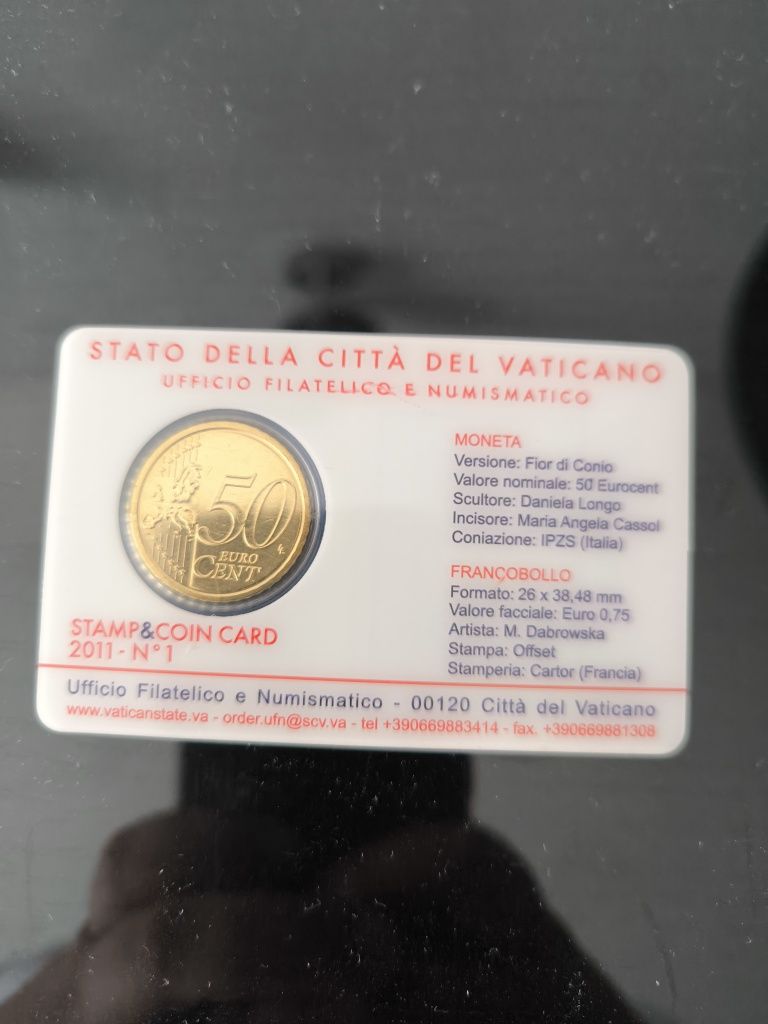 STATO DELLA CITTÀ DEL VATICANO
UFFICIO FILATELICO E NUMISMATICO
50
EURO
CENT
MONETA
Versione: Fior di Conio
Valore nominale: 50 Eurocent
Scultore: Daniela Longo
Incisore: Maria Angela Cassol
Coniazione: IPZS (Italia)
FRANCOBOLLO
Formato: 26 x 38,48 mm
Valore facciale: Euro 0,75
Artista: M. Dabrowska
Stampa: Offset
Stamperia: Cartor (Francia)
STAMP&COIN CARD
2011 - N° 1
Ufficio Filatelico e Numismatico - 00120 Città del Vaticano
www.vaticanstate.va - order.ufn@scv.va - tel +390669883414 - fax. +390669881308